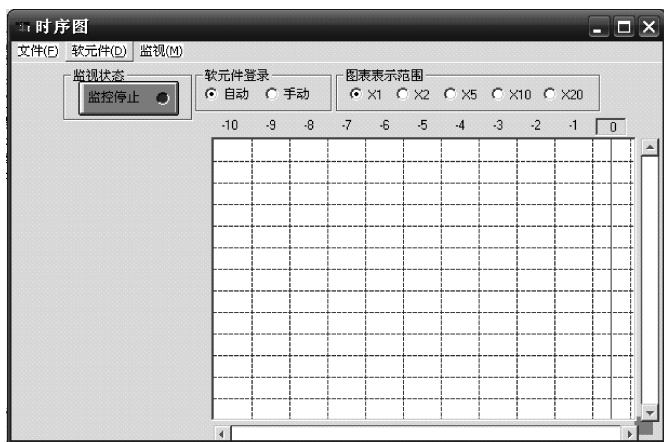 时序图
文件(F) 软元件(D) 监视(M)
监视状态 软元件登录 图表表示范围
监控停止 自动 手动 X1 X2 X5 X10 X20
-10 -9 -8 -7 -6 -5 -4 -3 -2 -1 0